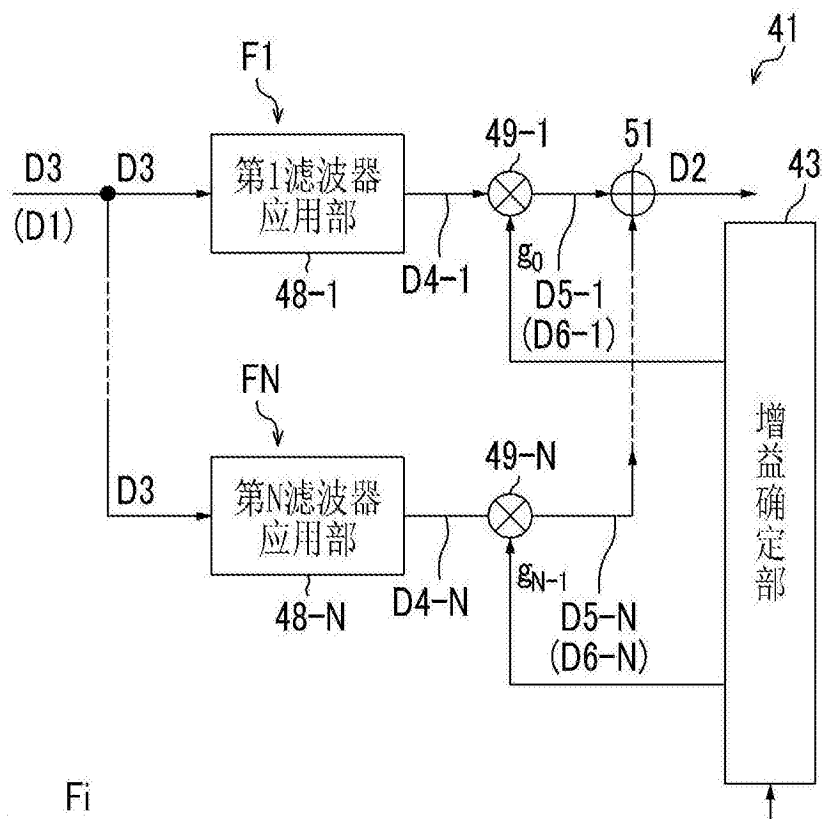 41
F1
49-1
51
43
D3
D3
第1滤波器
应用部
D2
(D1)
48-1
D4-1
g₀
D5-1
(D6-1)
FN
49-N
D3
第N滤波器
应用部
增益确定部
48-N
D4-N
gN-1
D5-N
(D6-N)
Fi